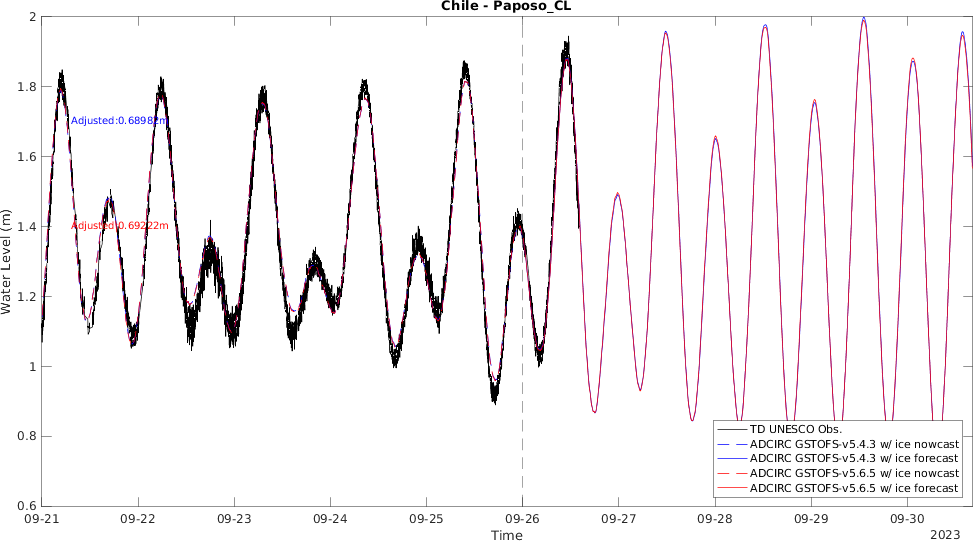 Chile - Paposo_CL
Water Level (m)
2
1.8
1.6
1.4
1.2
1
0.8
0.6
Adjusted:0.68982m
Adjusted:0.69222m
TD UNESCO Obs.
ADCIRC GSTOFS-v5.4.3 w/ ice nowcast
ADCIRC GSTOFS-v5.4.3 w/ ice forecast
ADCIRC GSTOFS-v5.6.5 w/ ice nowcast
ADCIRC GSTOFS-v5.6.5 w/ ice forecast
09-21 09-22 09-23 09-24 09-25 09-26 09-27 09-28 09-29 09-30
Time
2023